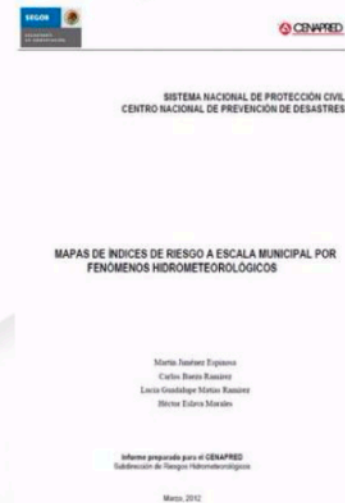 SEGOB
CENAPRED
SISTEMA NACIONAL DE PROTECCIÓN CIVIL
CENTRO NACIONAL DE PREVENCIÓN DE DESASTRES
MAPAS DE ÍNDICES DE RIESGO A ESCALA MUNICIPAL POR
FENÓMENOS HIDROMETEOROLÓGICOS
Martín Jiménez Espinosa
Carlos Baeza Ramírez
Lucía Guadalupe Matías Ramírez
Héctor Eslava Morales
Informe preparado para el CENAPRED
Subdirección de Riesgos Hidrometeorológicos
Marzo, 2012